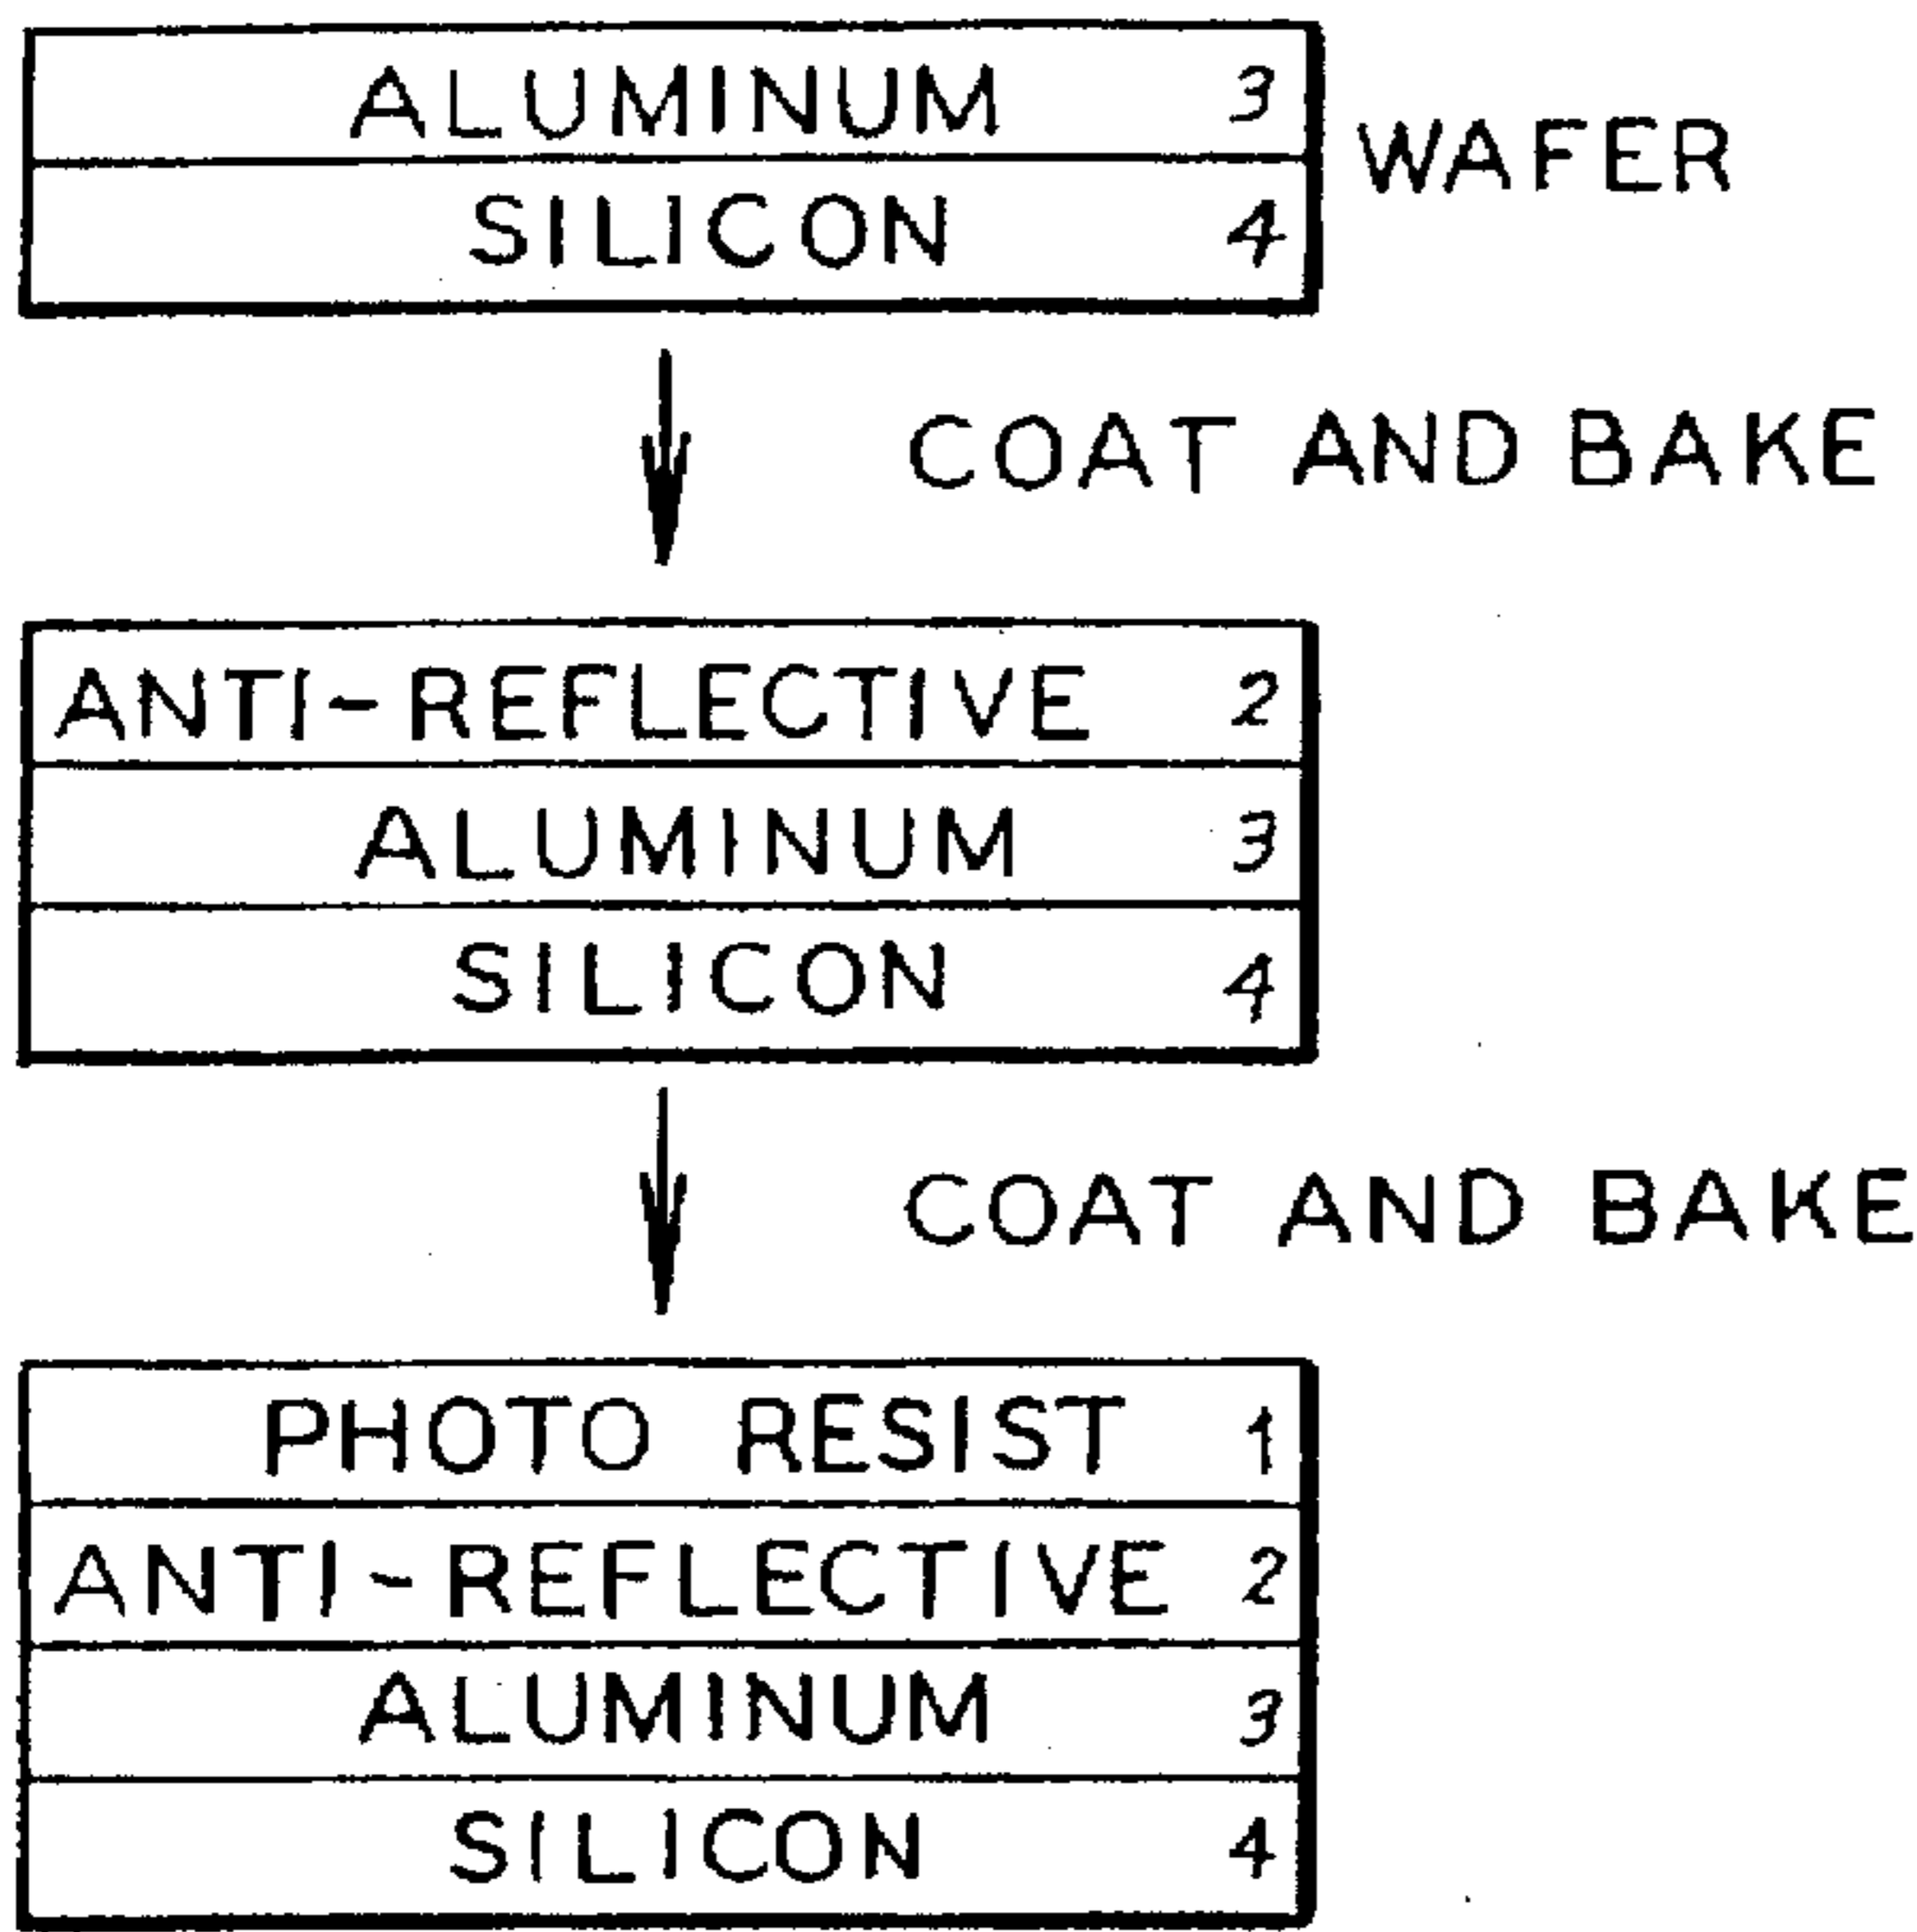 ALUMINUM 3
WAFER
SILICON 4
COAT AND BAKE
ANTI-REFLECTIVE 2
ALUMINUM 3
SILICON 4
COAT AND BAKE
PHOTO RESIST 1
ANTI-REFLECTIVE 2
ALUMINUM 3
SILICON 4